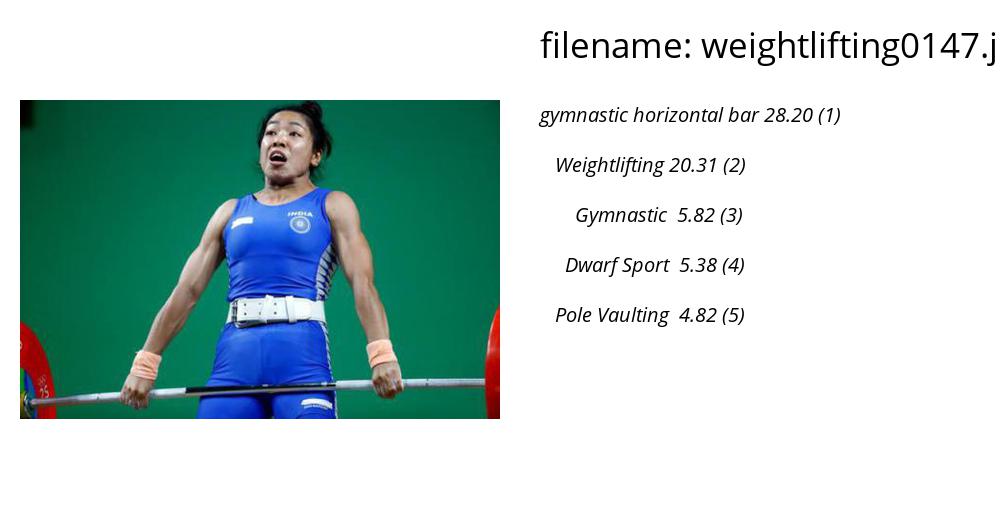 filename: weightlifting0147.j
gymnastic horizontal bar 28.20 (1)
Weightlifting 20.31 (2)
Gymnastic 5.82 (3)
Dwarf Sport 5.38 (4)
Pole Vaulting 4.82 (5)
INDIA
25